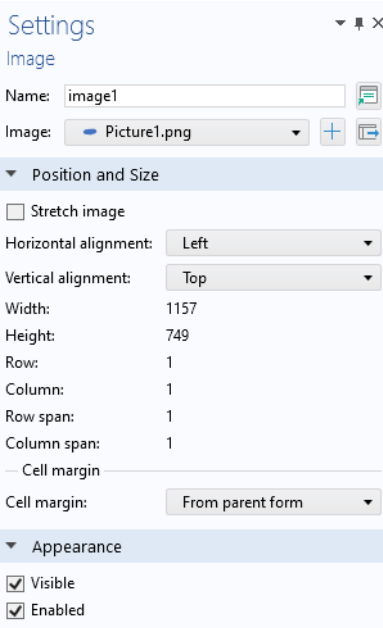 Settings
Image
Name: image1
Image: Picture1.png
Position and Size
Stretch image
Horizontal alignment: Left
Vertical alignment: Top
Width: 1157
Height: 749
Row: 1
Column: 1
Row span: 1
Column span: 1
Cell margin
Cell margin: From parent form
Appearance
Visible
Enabled